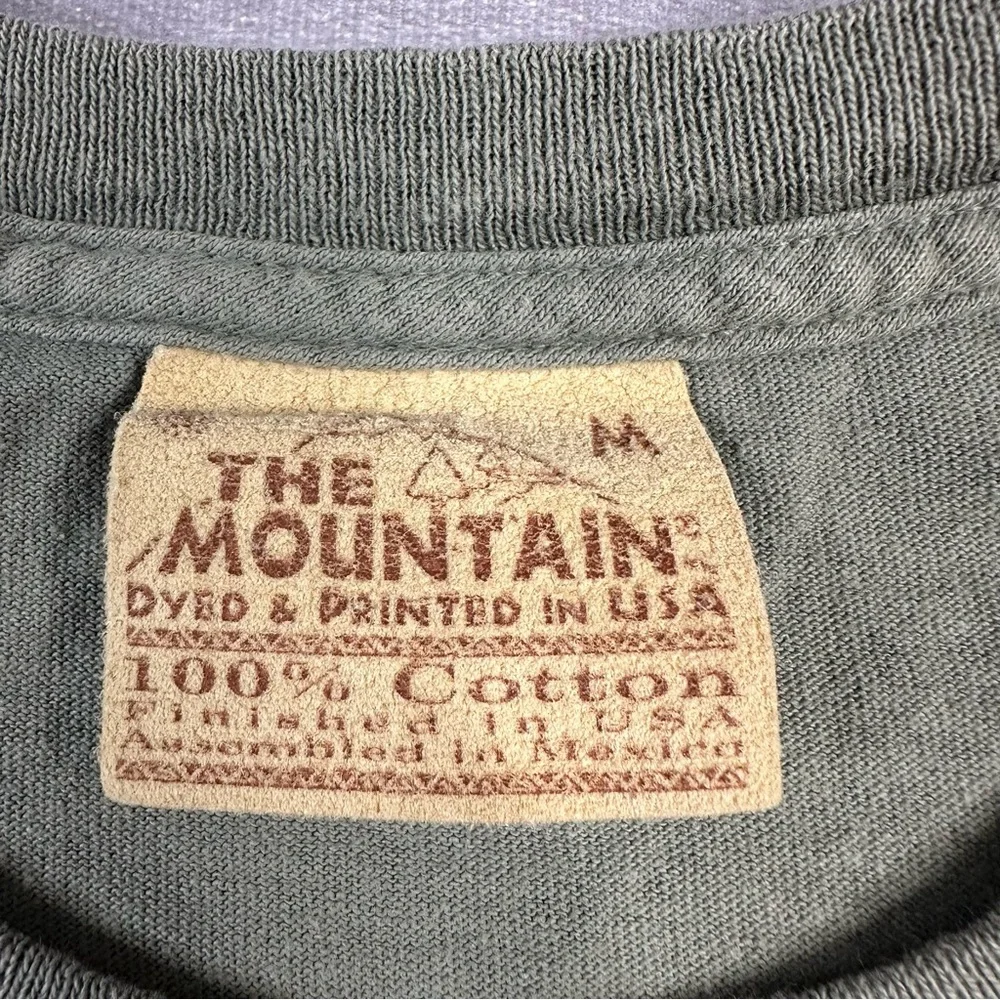 M
THE
MOUNTAIN
DYED & PRINTED IN USA
100% Cotton
Finished in USA
Assembled in Mexico